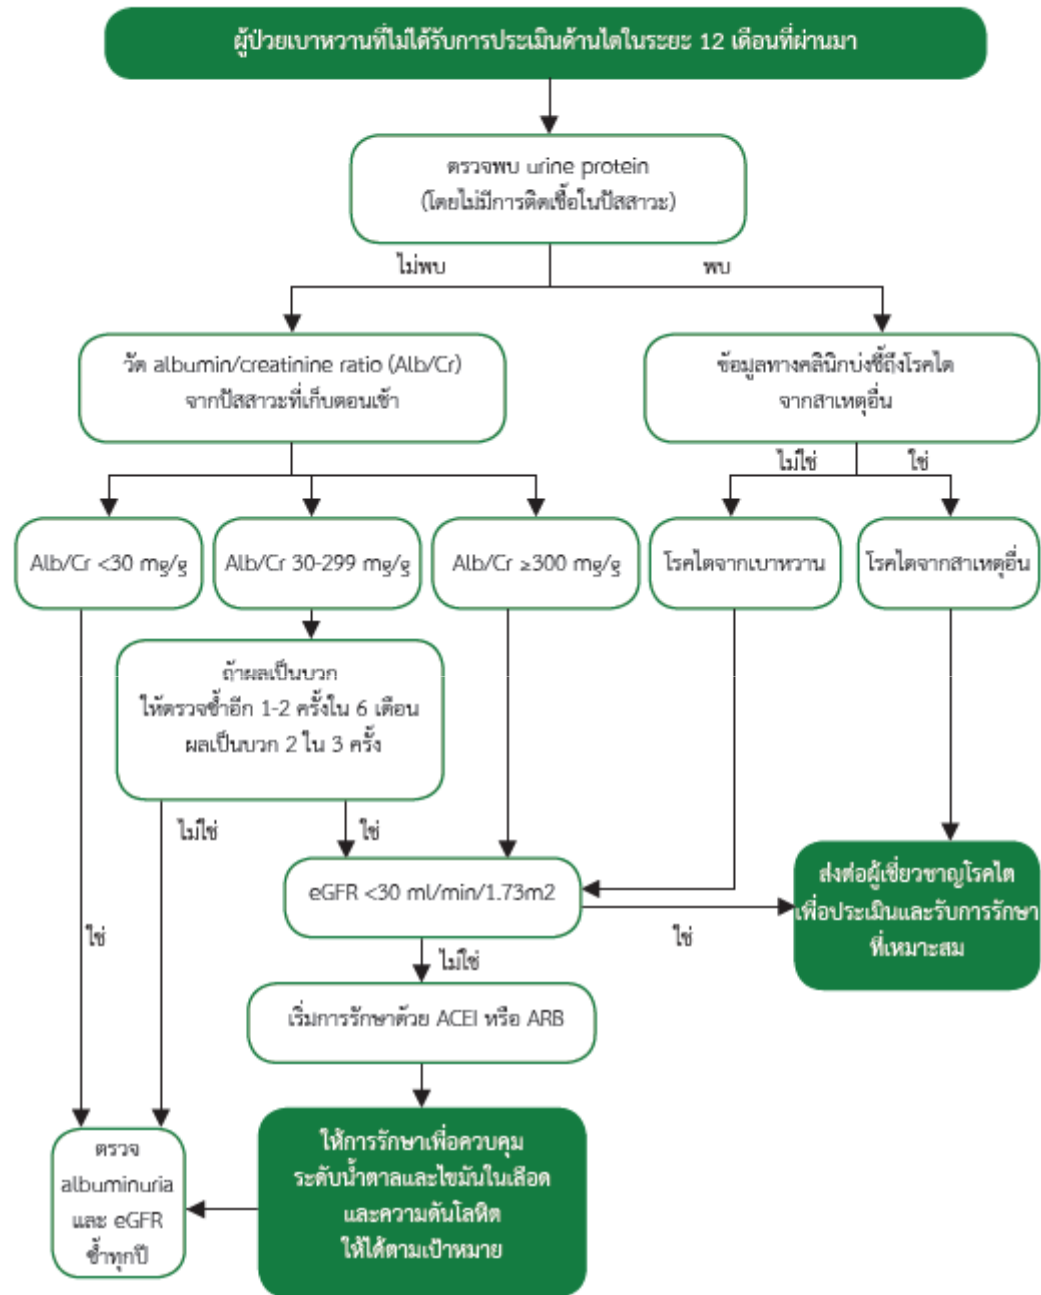 ผู้ป่วยเบาหวานที่ไม่ได้รับการประเมินด้านไตในระยะ 12 เดือนที่ผ่านมา
ตรวจพบ urine protein
(โดยไม่มีการติดเชื้อในปัสสาวะ)
ไม่พบ
พบ
วัด albumin/creatinine ratio (Alb/Cr)
จากปัสสาวะที่เก็บตอนเช้า
ข้อมูลทางคลินิกบ่งชี้ถึงโรคไต
จากสาเหตุอื่น
ไม่ใช่
ใช่
Alb/Cr <30 mg/g
Alb/Cr 30-299 mg/g
Alb/Cr ≥300 mg/g
โรคไตจากเบาหวาน
โรคไตจากสาเหตุอื่น
ถ้าผลเป็นบวก
ให้ตรวจซ้ำอีก 1-2 ครั้งใน 6 เดือน
ผลเป็นบวก 2 ใน 3 ครั้ง
ไม่ใช่
ใช่
eGFR <30 ml/min/1.73m2
ส่งต่อผู้เชี่ยวชาญโรคไต
เพื่อประเมินและรับการรักษา
ที่เหมาะสม
ใช่
ใช่
ไม่ใช่
เริ่มการรักษาด้วย ACEI หรือ ARB
ให้การรักษาเพื่อควบคุม
ระดับน้ำตาลและไขมันในเลือด
และความดันโลหิต
ให้ได้ตามเป้าหมาย
ตรวจ
albuminuria
และ eGFR
ซ้ำทุกปี